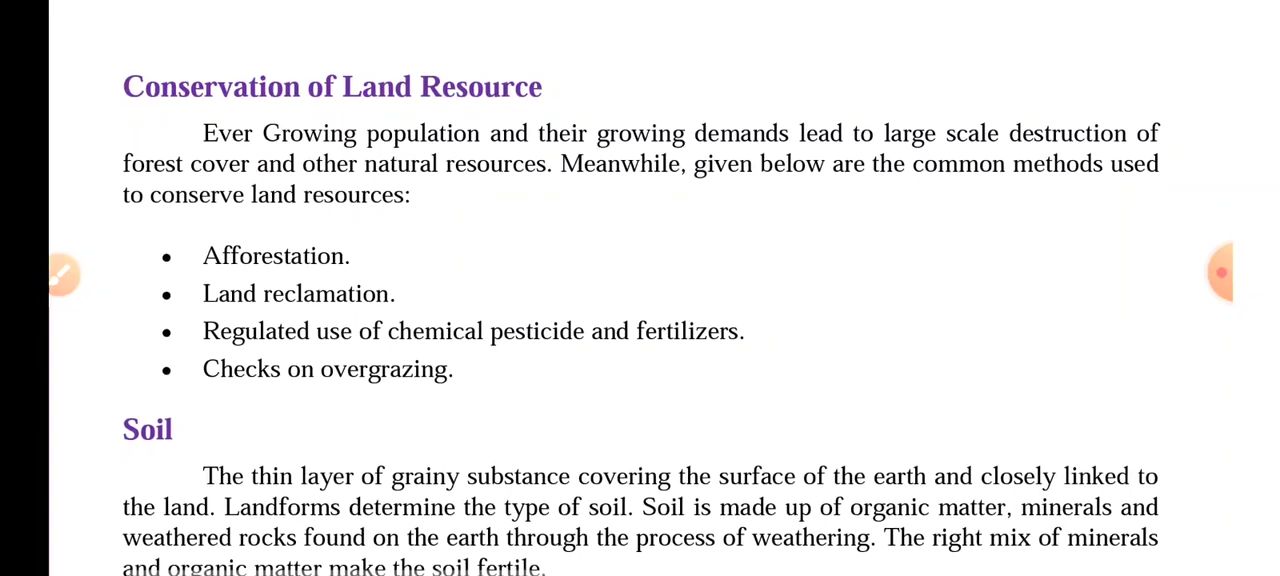 Conservation of Land Resource
Ever Growing population and their growing demands lead to large scale destruction of
forest cover and other natural resources. Meanwhile, given below are the common methods used
to conserve land resources:
• Afforestation.
• Land reclamation.
• Regulated use of chemical pesticide and fertilizers.
• Checks on overgrazing.
Soil
The thin layer of grainy substance covering the surface of the earth and closely linked to
the land. Landforms determine the type of soil. Soil is made up of organic matter, minerals and
weathered rocks found on the earth through the process of weathering. The right mix of minerals
and organic matter make the soil fertile.